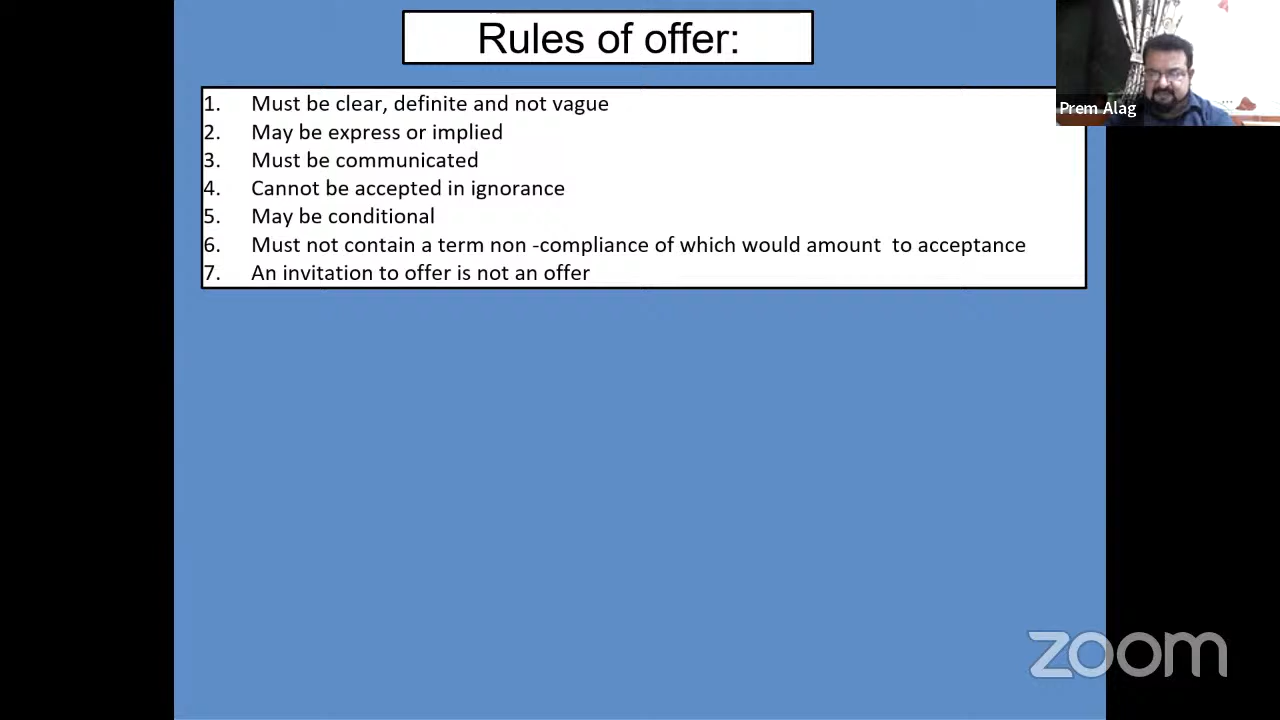 Rules of offer:
1. Must be clear, definite and not vague
2. May be express or implied
3. Must be communicated
4. Cannot be accepted in ignorance
5. May be conditional
6. Must not contain a term non -compliance of which would amount  to acceptance
7. An invitation to offer is not an offer
Prem Alag
zoom